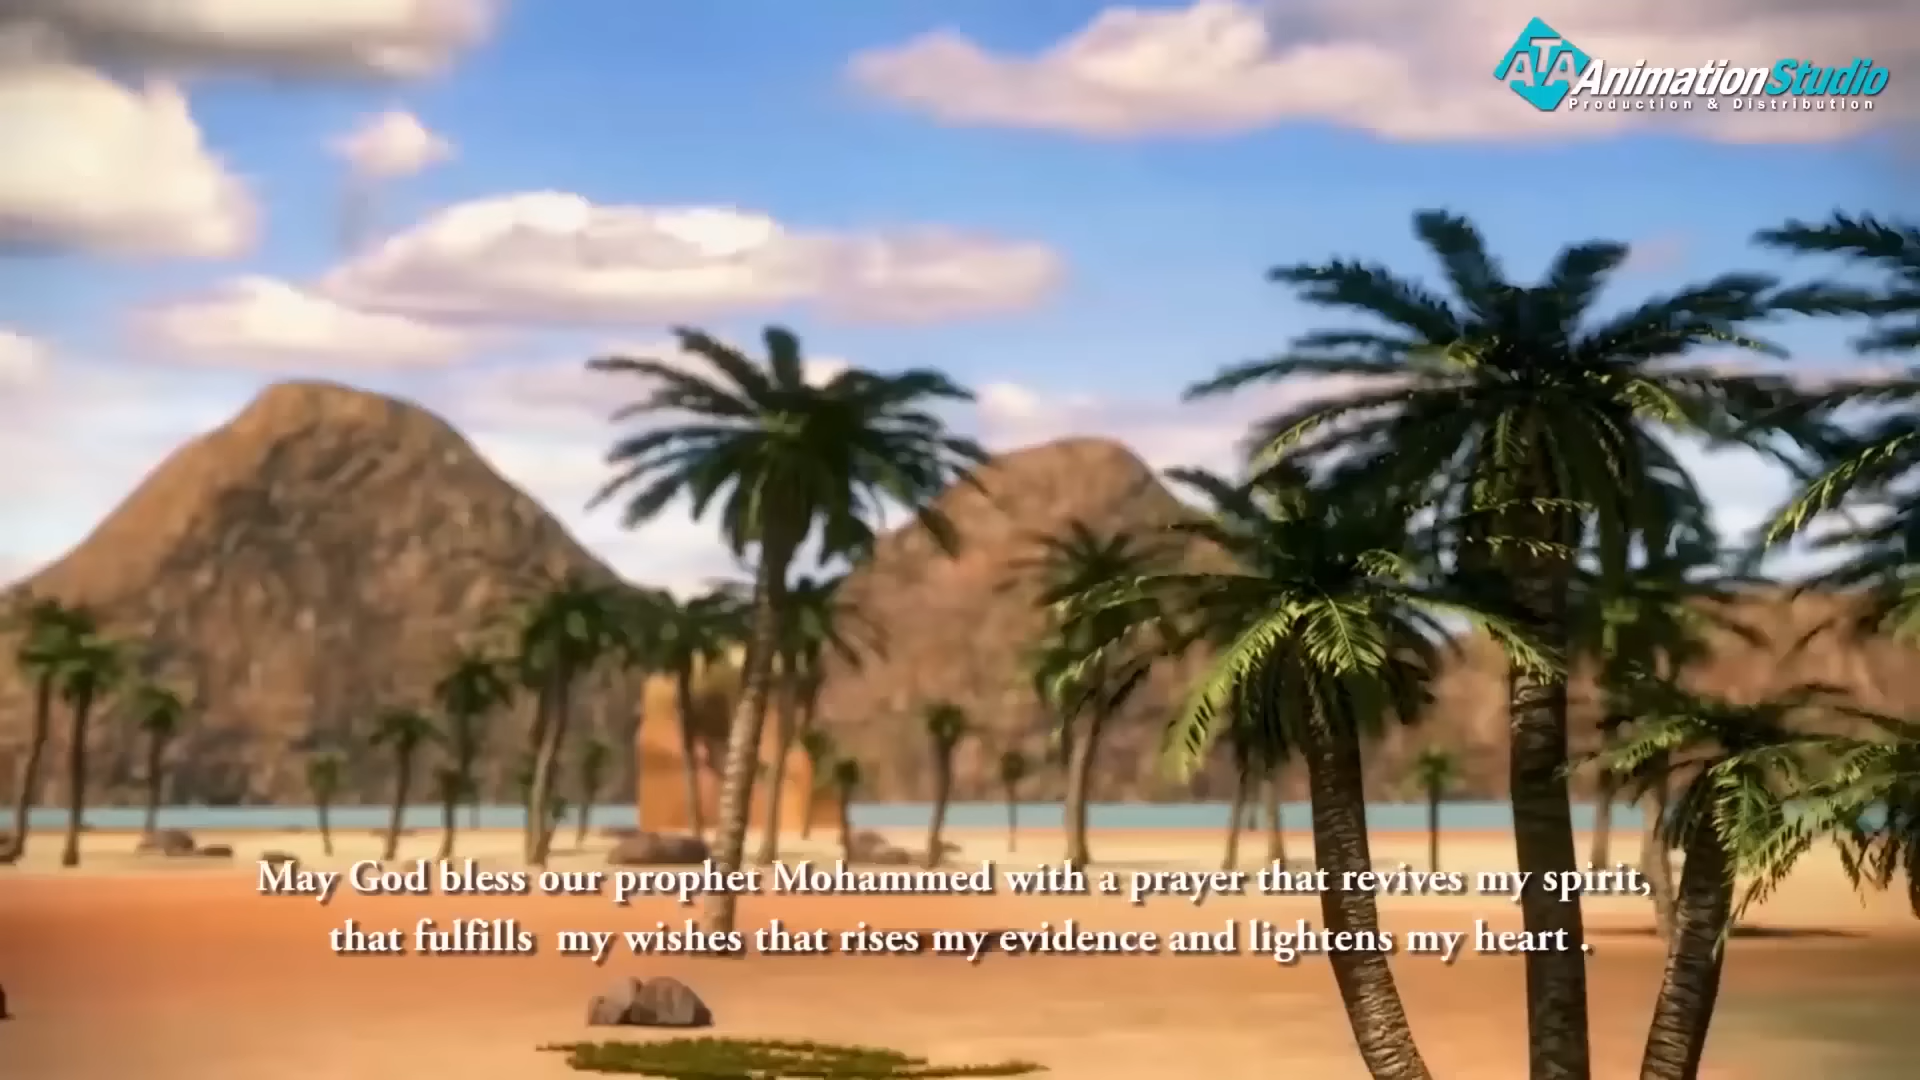 ATA AnimationStudio
Production & Distribution
May God bless our prophet Mohammed with a prayer that revives my spirit,
that fulfills  my wishes that rises my evidence and lightens my heart .